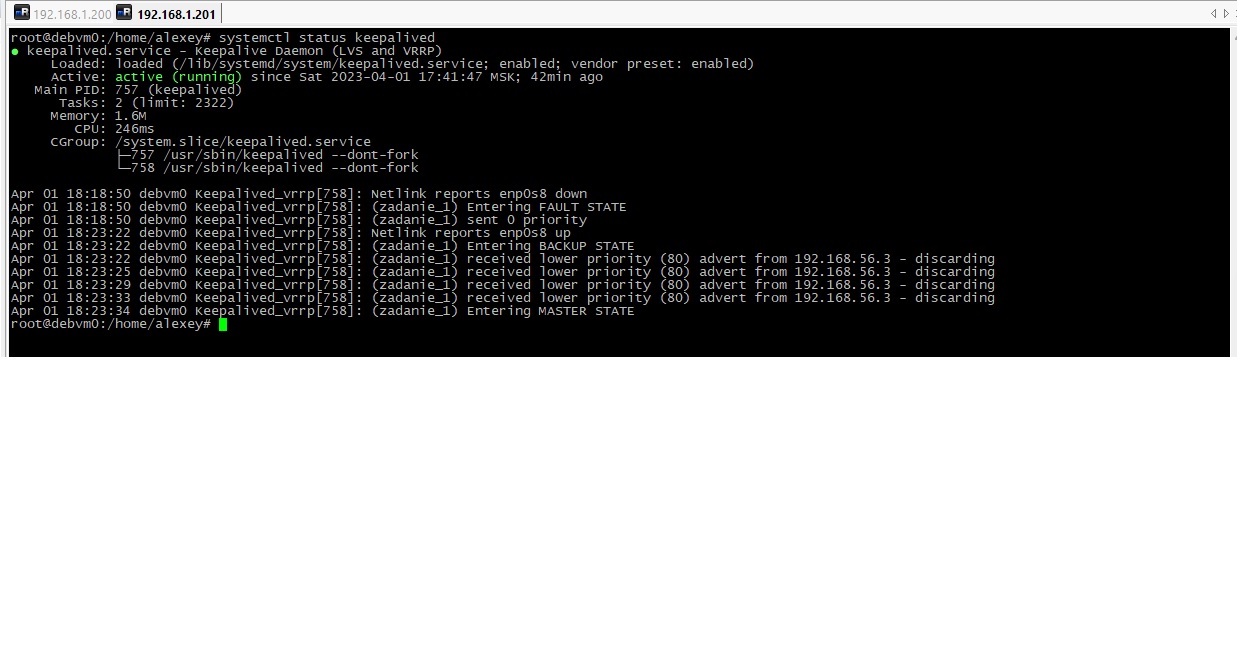 192.168.1.200 192.168.1.201
root@debvm0:/home/alexey# systemctl status keepalived
● keepalived.service - Keepalive Daemon (LVS and VRRP)
Loaded: loaded (/lib/systemd/system/keepalived.service; enabled; vendor preset: enabled)
Active: active (running) since Sat 2023-04-01 17:41:47 MSK; 42min ago
Main PID: 757 (keepalived)
Tasks: 2 (limit: 2322)
Memory: 1.6M
CPU: 246ms
CGroup: /system.slice/keepalived.service
├─757 /usr/sbin/keepalived --dont-fork
└─758 /usr/sbin/keepalived --dont-fork
Apr 01 18:18:50 debvm0 Keepalived_vrrp[758]: Netlink reports enp0s8 down
Apr 01 18:18:50 debvm0 Keepalived_vrrp[758]: (zadanie_1) Entering FAULT STATE
Apr 01 18:18:50 debvm0 Keepalived_vrrp[758]: (zadanie_1) sent 0 priority
Apr 01 18:23:22 debvm0 Keepalived_vrrp[758]: Netlink reports enp0s8 up
Apr 01 18:23:22 debvm0 Keepalived_vrrp[758]: (zadanie_1) Entering BACKUP STATE
Apr 01 18:23:22 debvm0 Keepalived_vrrp[758]: (zadanie_1) received lower priority (80) advert from 192.168.56.3 - discarding
Apr 01 18:23:25 debvm0 Keepalived_vrrp[758]: (zadanie_1) received lower priority (80) advert from 192.168.56.3 - discarding
Apr 01 18:23:29 debvm0 Keepalived_vrrp[758]: (zadanie_1) received lower priority (80) advert from 192.168.56.3 - discarding
Apr 01 18:23:33 debvm0 Keepalived_vrrp[758]: (zadanie_1) received lower priority (80) advert from 192.168.56.3 - discarding
Apr 01 18:23:34 debvm0 Keepalived_vrrp[758]: (zadanie_1) Entering MASTER STATE
root@debvm0:/home/alexey#